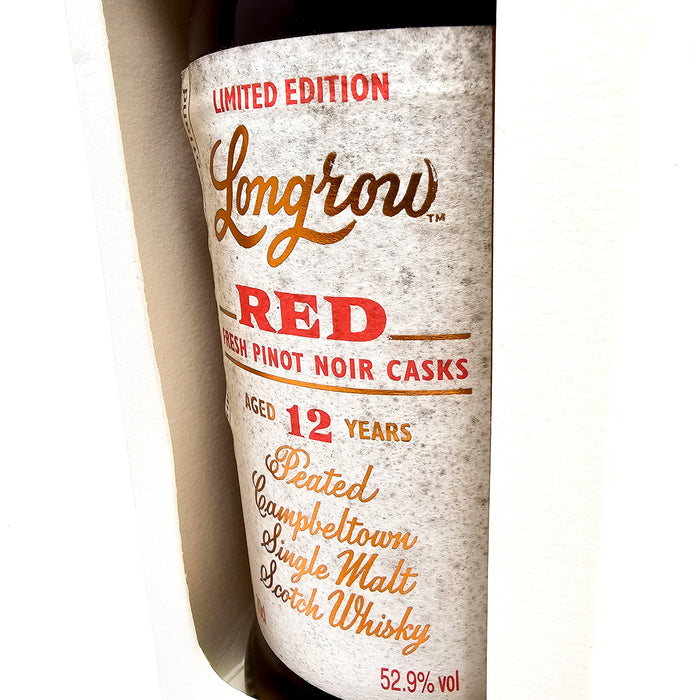 LIMITED EDITION
Longrow™
RED
FRESH PINOT NOIR CASKS
AGED 12 YEARS
Peated
Campbeltown
Single Malt
Scotch Whisky
52.9% vol